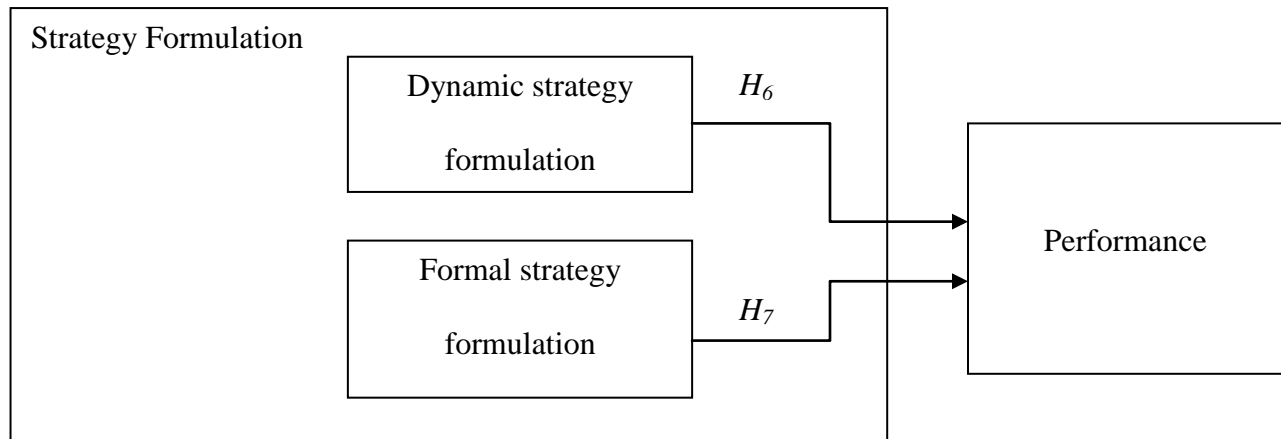 Strategy Formulation
Dynamic strategy
formulation
H6
Formal strategy
formulation
H7
Performance